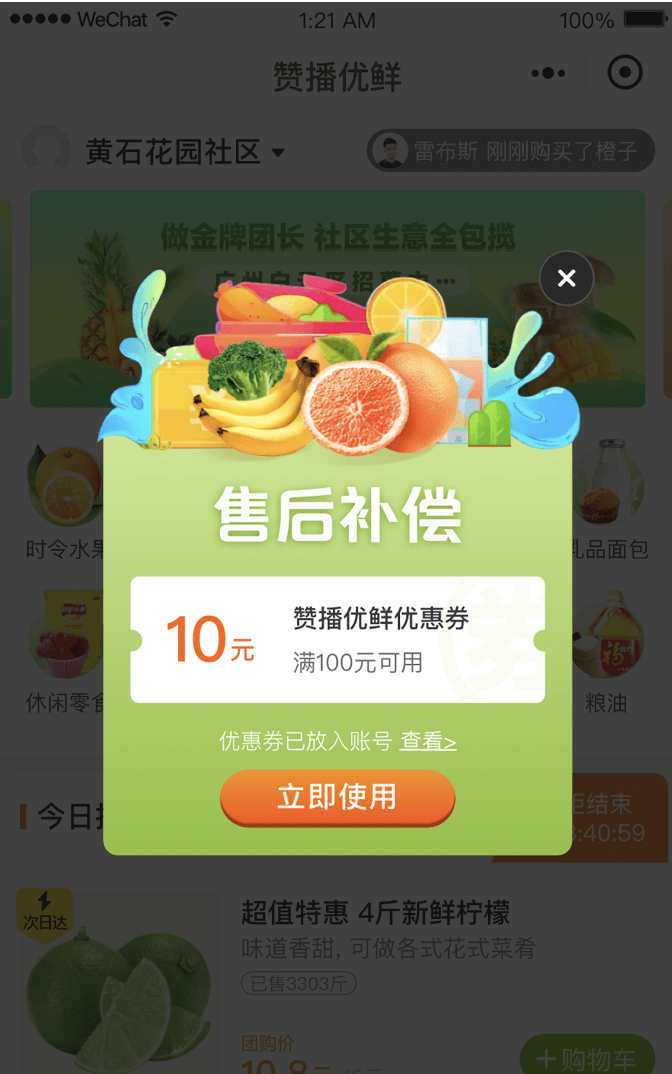 WeChat 1:21 AM 100%
赞播优鲜
黄石花园社区
雷布斯 刚刚购买了橙子
做金牌团长 社区生意全包揽
售后补偿
10元
赞播优鲜优惠券
满100元可用
券
优惠券已放入账号 查看>
立即使用
时令水果
乳品面包
休闲零食
粮油
福
今日
距结束
:40:59
次日达
超值特惠 4斤新鲜柠檬
味道香甜, 可做各式花式菜肴
已售3303斤
团购价
10.8元
+购物车